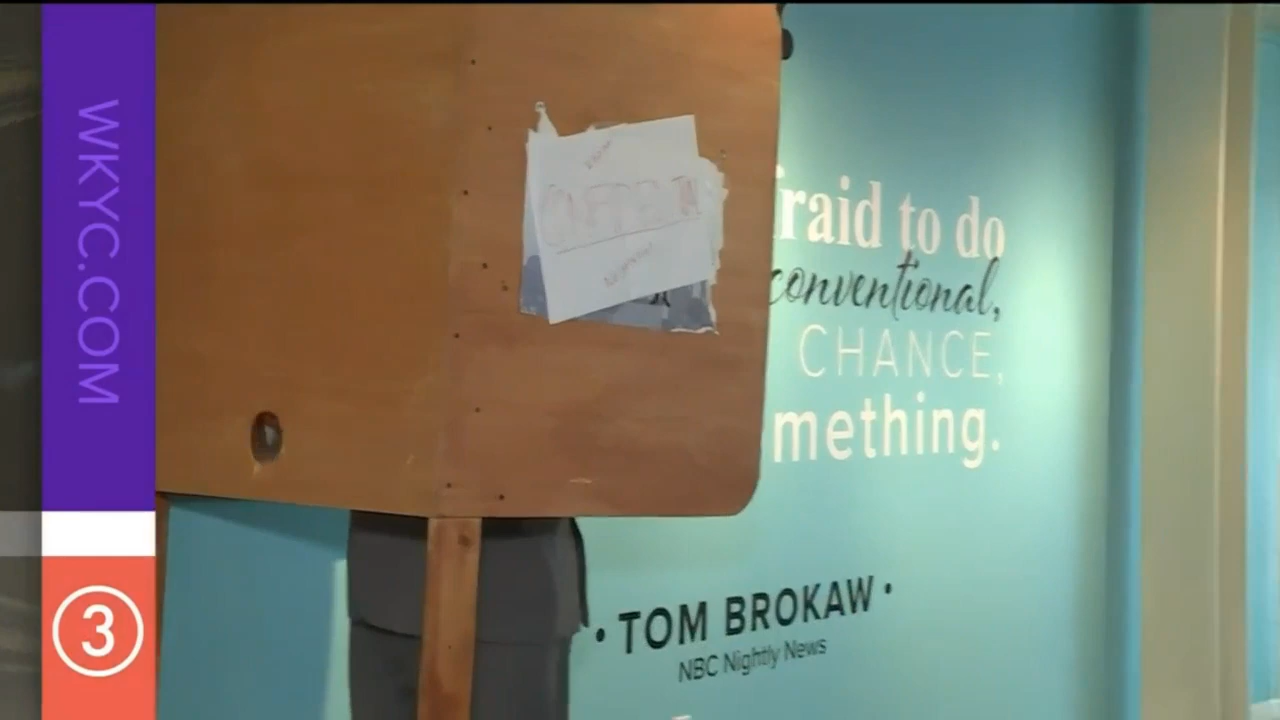 WKYC.COM
3
fraid to do
conventional,
CHANCE,
mething.
• TOM BROKAW •
NBC Nightly News